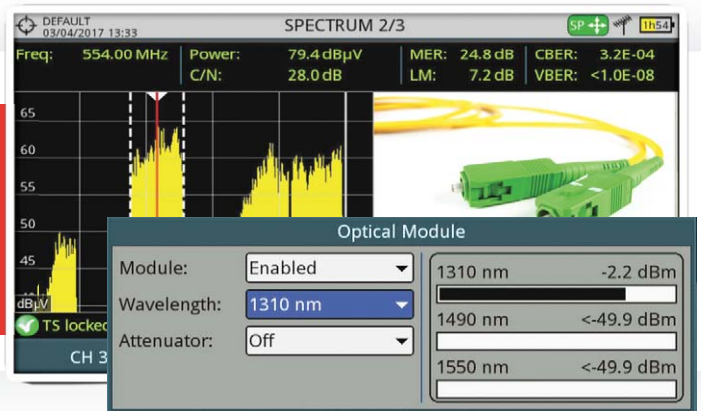 DEFAULT
03/04/2017 13:33
SPECTRUM 2/3
SP
1h54
Freq: 554.00 MHz Power: 79.4 dBµV MER: 24.8 dB CBER: 3.2E-04
C/N: 28.0 dB LM: 7.2 dB VBER: <1.0E-08
65
60
55
50
45
dBµV
TS locked
CH 3
Optical Module
Module: Enabled
Wavelength: 1310 nm
Attenuator: Off
1310 nm -2.2 dBm
1490 nm <-49.9 dBm
1550 nm <-49.9 dBm